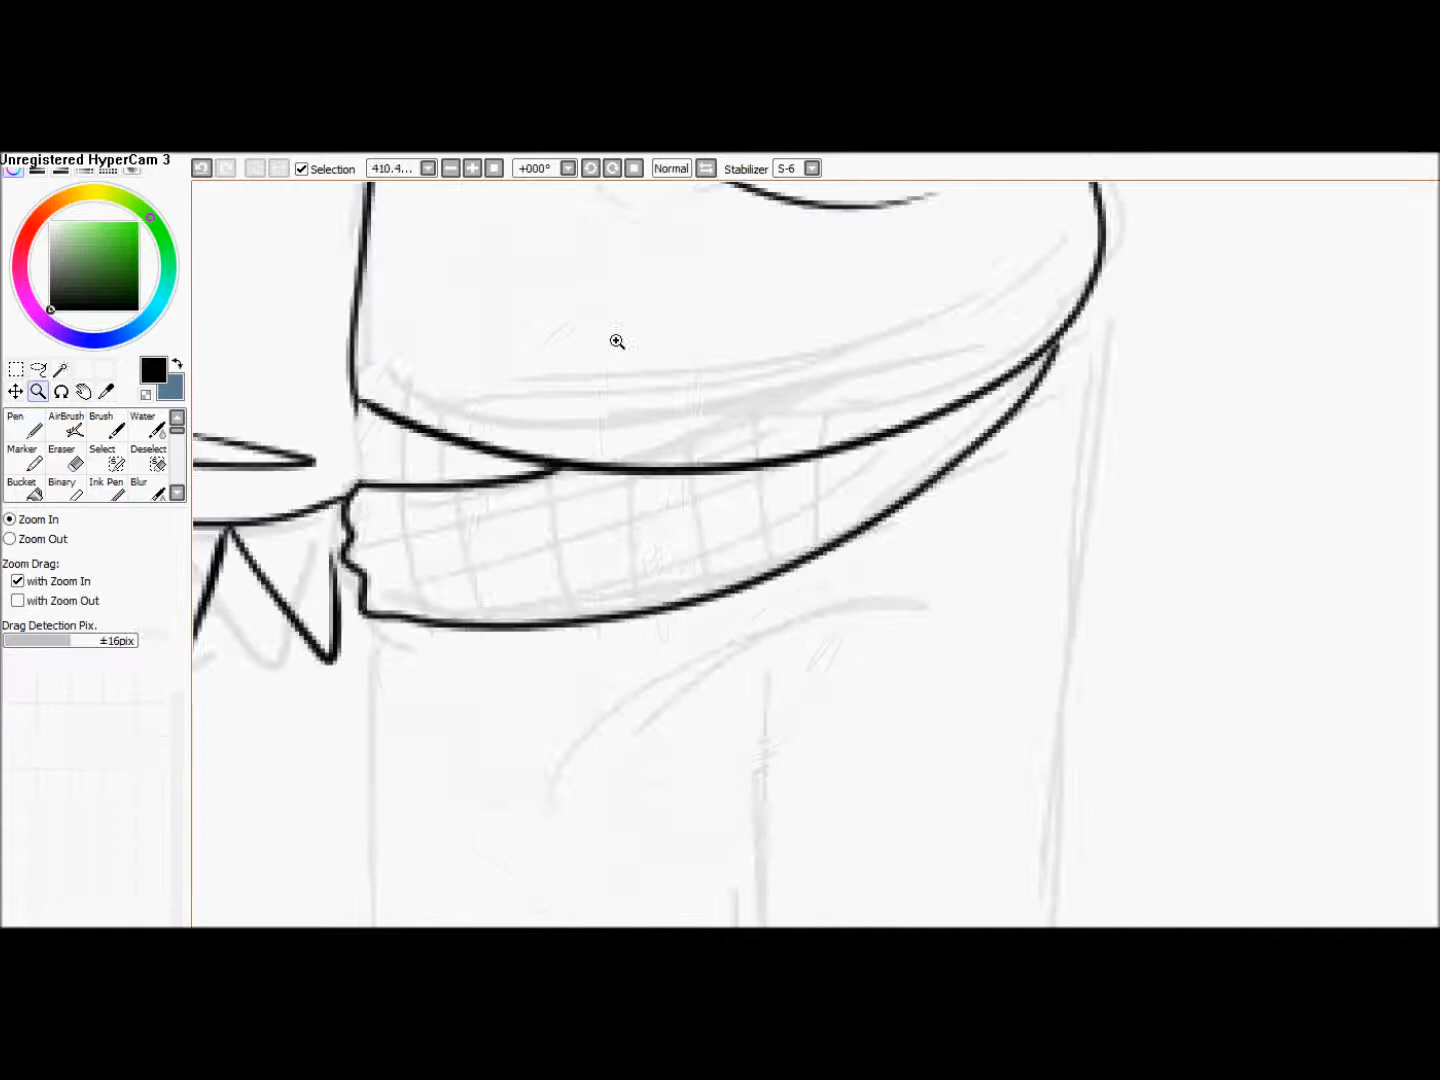 Unregistered HyperCam 3
Selection 410.4... +000° Normal Stabilizer S-6
Pen AirBrush Brush Water
Marker Eraser Select Deselect
Bucket Binary Ink Pen Blur
Zoom In
Zoom Out
Zoom Drag:
with Zoom In
with Zoom Out
Drag Detection Pix.
±16pix